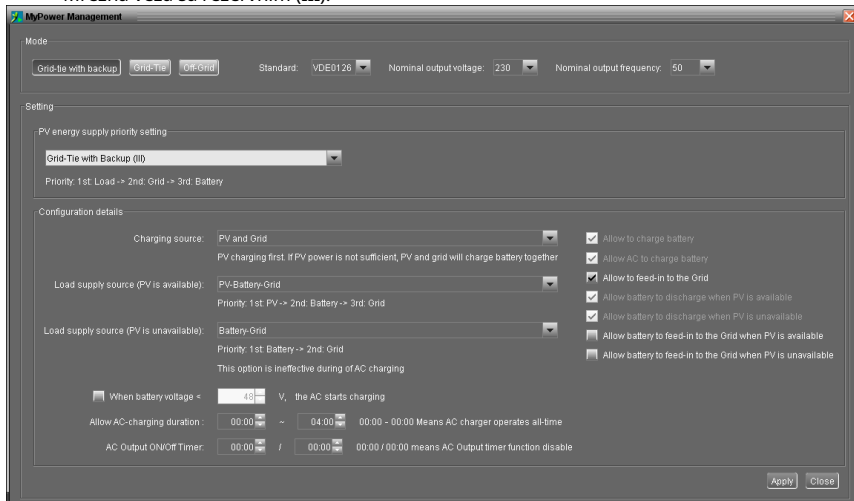 MyPower Management
Mode
Grid-tie with backup Grid-Tie Off-Grid Standard: VDE0126 Nominal output voltage: 230 Nominal output frequency: 50
Setting
PV energy supply priority setting
Grid-Tie with Backup (III)
Priority: 1st: Load -> 2nd: Grid -> 3rd: Battery
Configuration details
Charging source: PV and Grid
PV charging first. If PV power is not sufficient, PV and grid will charge battery together
Load supply source (PV is available): PV-Battery-Grid
Priority: 1st: PV -> 2nd: Battery -> 3rd: Grid
Load supply source (PV is unavailable): Battery-Grid
Priority: 1st: Battery -> 2nd: Grid
This option is ineffective during of AC charging
When battery voltage < 48 V, the AC starts charging
Allow AC-charging duration : 00:00 ~ 04:00 00:00 - 00:00 Means AC charger operates all-time
AC Output ON/Off Timer: 00:00 / 00:00 00:00 / 00:00 means AC Output timer function disable
Allow to charge battery
Allow AC to charge battery
Allow to feed-in to the Grid
Allow battery to discharge when PV is available
Allow battery to discharge when PV is unavailable
Allow battery to feed-in to the Grid when PV is available
Allow battery to feed-in to the Grid when PV is unavailable
Apply Close